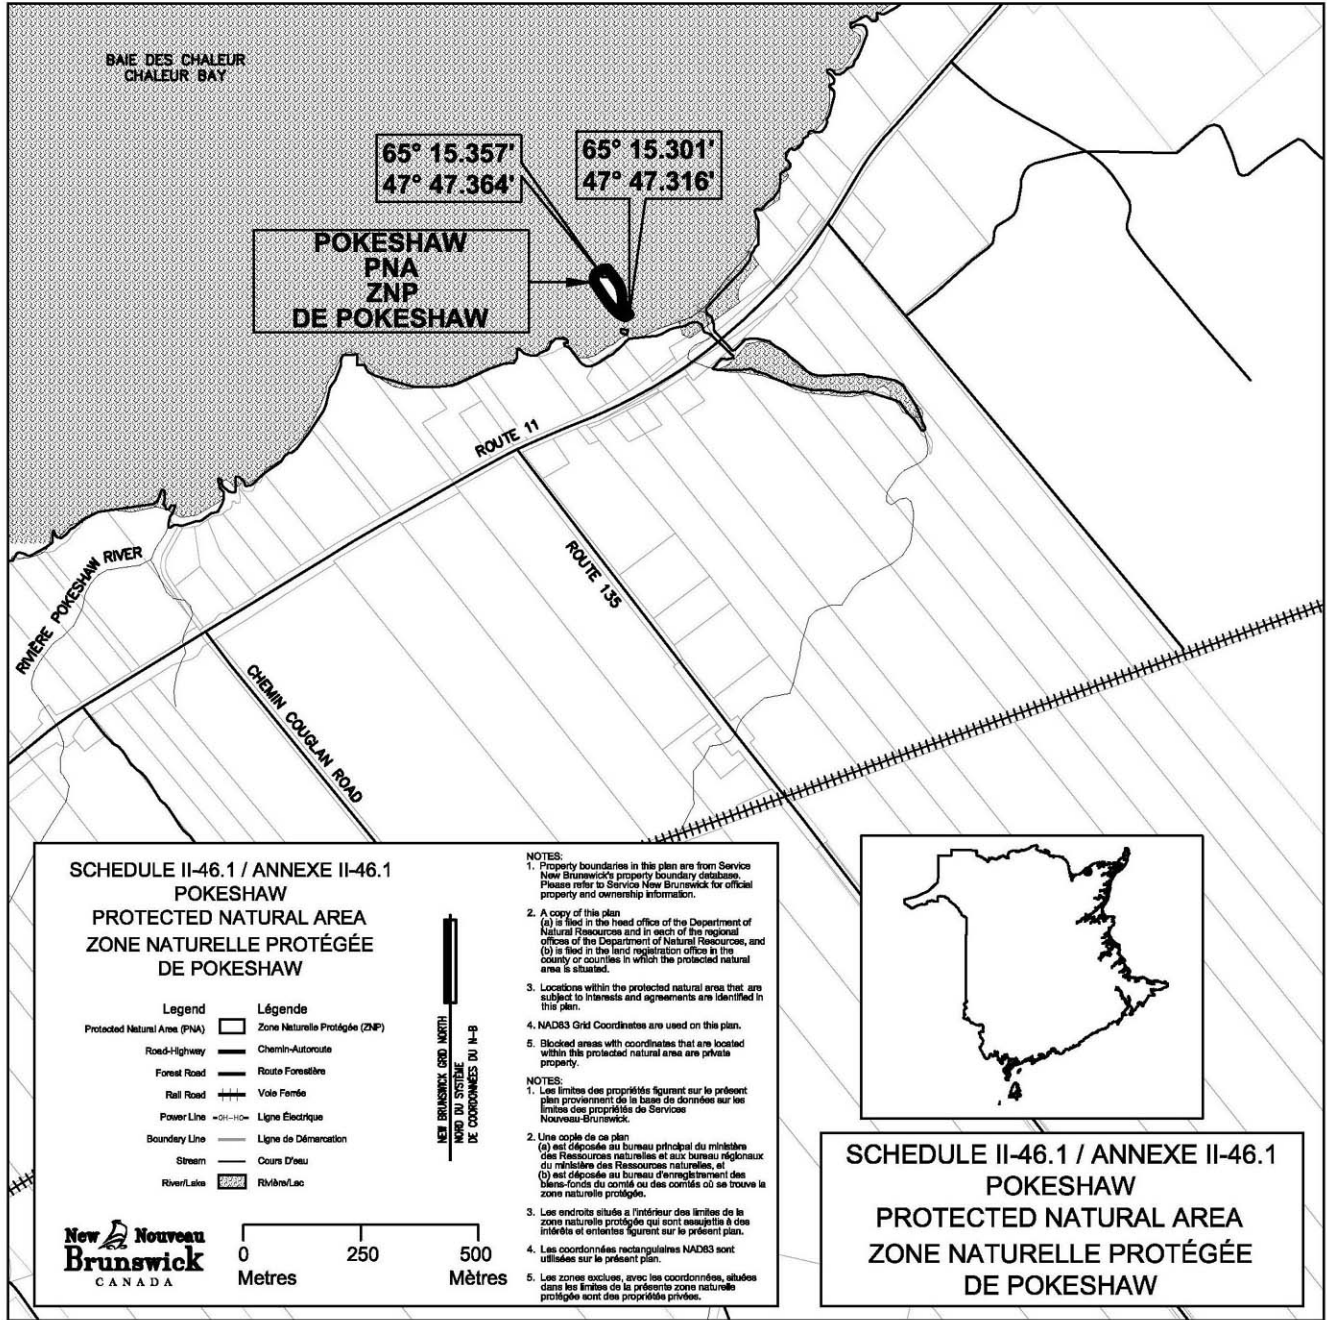 BAIE DES CHALEUR
CHALEUR BAY
65° 15.357'
47° 47.364'
65° 15.301'
47° 47.316'
POKESHAW
PNA
ZNP
DE POKESHAW
ROUTE 11
ROUTE 135
RIVIÈRE POKESHAW RIVER
CHEMIN COUGLAN ROAD
SCHEDULE II-46.1 / ANNEXE II-46.1
POKESHAW
PROTECTED NATURAL AREA
ZONE NATURELLE PROTÉGÉE
DE POKESHAW
Legend Légende
Protected Natural Area (PNA) Zone Naturelle Protégée (ZNP)
Road-Highway Chemin-Autoroute
Forest Road Route Forestière
Rail Road Voie Ferrée
Power Line -OH-HO- Ligne Électrique
Boundary Line Ligne de Démarcation
Stream Cours D'eau
River/Lake Rivière/Lac
NEW BRUNSWICK GRID NORTH
NORD DU SYSTÈME
DE COORDONNÉES DU N-B
New Nouveau
Brunswick
CANADA
0 250 500
Metres Mètres
NOTES:
1. Property boundaries in this plan are from Service
New Brunswick's property boundary database.
Please refer to Service New Brunswick for official
property and ownership information.
2. A copy of this plan
(a) is filed in the head office of the Department of
Natural Resources and in each of the regional
offices of the Department of Natural Resources, and
(b) is filed in the land registration office in the
county or counties in which the protected natural
area is situated.
3. Locations within the protected natural area that are
subject to interests and agreements are identified in
this plan.
4. NAD83 Grid Coordinates are used on this plan.
5. Blocked areas with coordinates that are located
within this protected natural area are private
property.
NOTES:
1. Les limites des propriétés figurant sur le présent
plan proviennent de la base de données sur les
limites des propriétés de Services
Nouveau-Brunswick.
2. Une copie de ce plan
(a) est déposée au bureau principal du ministère
des Ressources naturelles et aux bureau régionaux
du ministère des Ressources naturelles, et
(b) est déposée au bureau d'enregistrement des
biens-fonds du comté ou des comtés où se trouve la
zone naturelle protégée.
3. Les endroits situés a l'intérieur des limites de la
zone naturelle protégée qui sont assujettis à des
intérêts et ententes figurent sur le présent plan.
4. Les coordonnées rectangulaires NAD83 sont
utilisées sur le présent plan.
5. Les zones exclues, avec les coordonnées, situées
dans les limites de la présente zone naturelle
protégée sont des propriétés privées.
SCHEDULE II-46.1 / ANNEXE II-46.1
POKESHAW
PROTECTED NATURAL AREA
ZONE NATURELLE PROTÉGÉE
DE POKESHAW